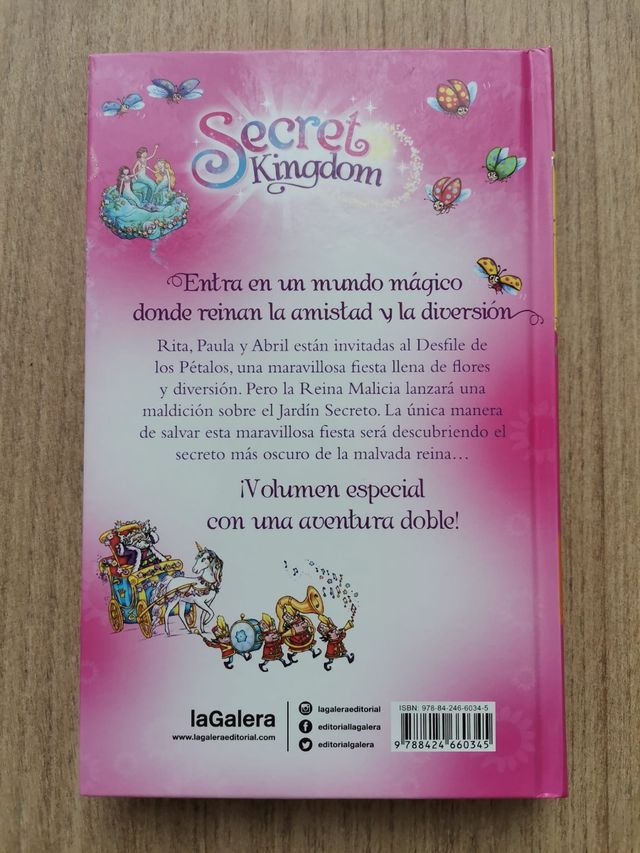 Secret
Kingdom
Entra en un mundo mágico
donde reinan la amistad y la diversión
Rita, Paula y Abril están invitadas al Desfile de
los Pétalos, una maravillosa fiesta llena de flores
y diversión. Pero la Reina Malicia lanzará una
maldición sobre el Jardín Secreto. La única manera
de salvar esta maravillosa fiesta será descubriendo el
secreto más oscuro de la malvada reina...
¡Volumen especial
con una aventura doble!
laGalera
www.lagaleraeditorial.com
lagaleraeditorial
editoriallagalera
editorialgalera
ISBN: 978-84-246-6034-5
9 788424 660345